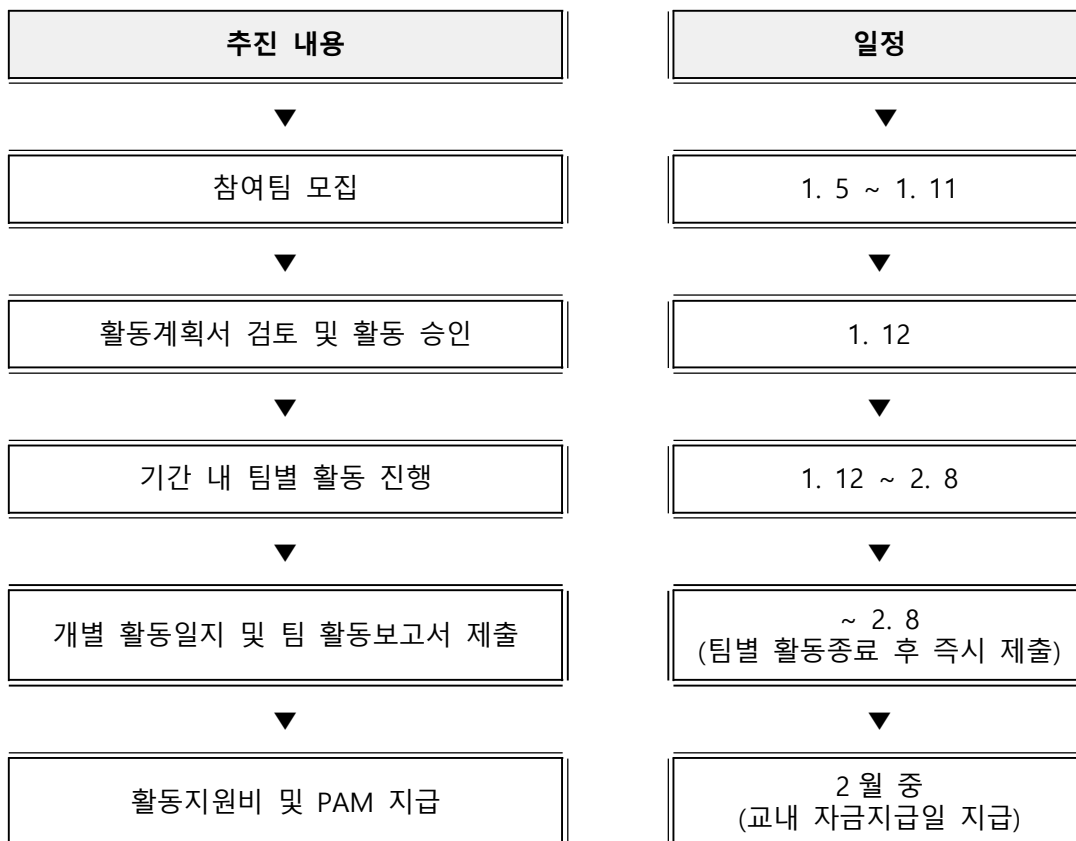 추진 내용
일정
▼
▼
참여팀 모집
1. 5 ~ 1. 11
▼
▼
활동계획서 검토 및 활동 승인
1. 12
▼
▼
기간 내 팀별 활동 진행
1. 12 ~ 2. 8
▼
▼
개별 활동일지 및 팀 활동보고서 제출
~ 2. 8
(팀별 활동종료 후 즉시 제출)
▼
▼
활동지원비 및 PAM 지급
2월 중
(교내 자금지급일 지급)